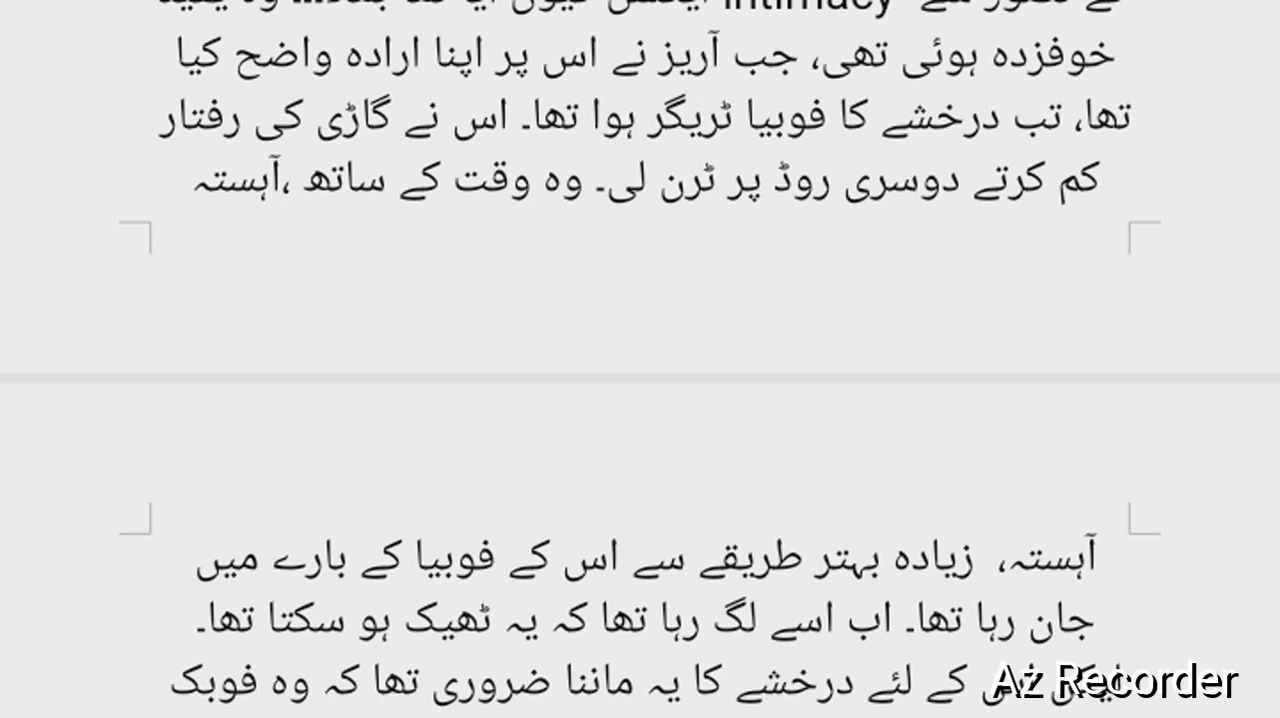 intimacy
خوفزدہ ہوئی تھی، جب آریز نے اس پر اپنا ارادہ واضح کیا
تھا، تب درخشے کا فوبیا ٹریگر ہوا تھا۔ اس نے گاڑی کی رفتار
کم کرتے دوسری روڈ پر ٹرن لی۔ وہ وقت کے ساتھ ،آہستہ
آہستہ، زیادہ بہتر طریقے سے اس کے فوبیا کے بارے میں
جان رہا تھا۔ اب اسے لگ رہا تھا کہ یہ ٹھیک ہو سکتا تھا۔
کے لئے درخشے کا یہ ماننا ضروری تھا کہ وہ فوبک
Az Recorder